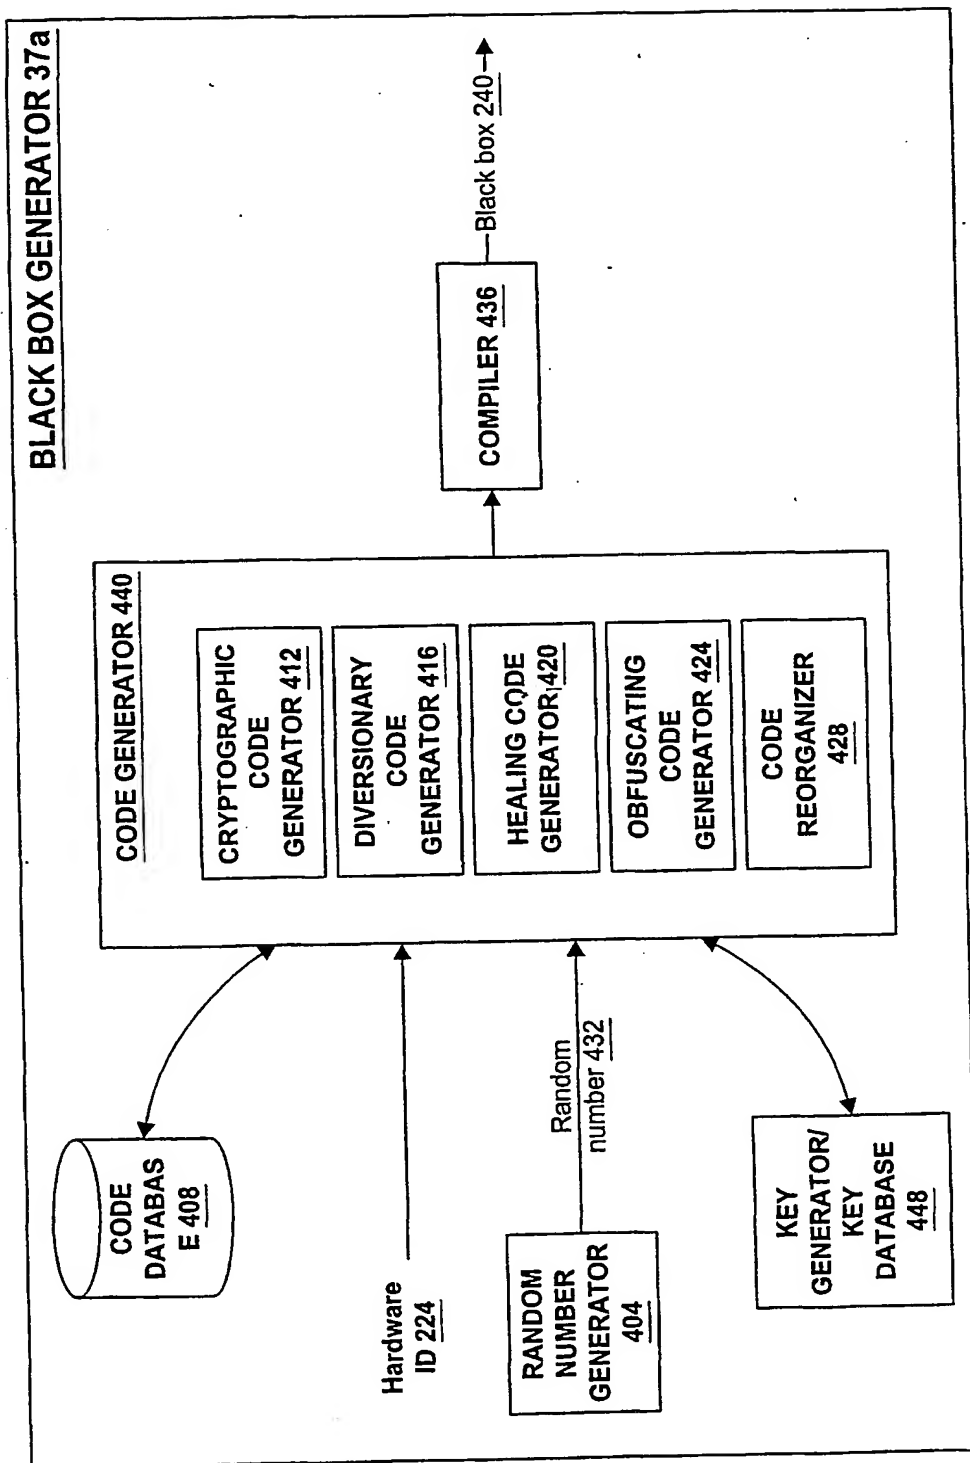 BLACK BOX GENERATOR 37a
CODE DATABAS
E 408
Hardware
ID 224
RANDOM
NUMBER
GENERATOR
404
Random
number 432
KEY
GENERATOR/
KEY
DATABASE
448
CODE GENERATOR 440
CRYPTOGRAPHIC
CODE
GENERATOR 412
DIVERSIONARY
CODE
GENERATOR 416
HEALING CODE
GENERATOR 420
OBFUSCATING
CODE
GENERATOR 424
CODE
REORGANIZER
428
COMPILER 436
Black box 240